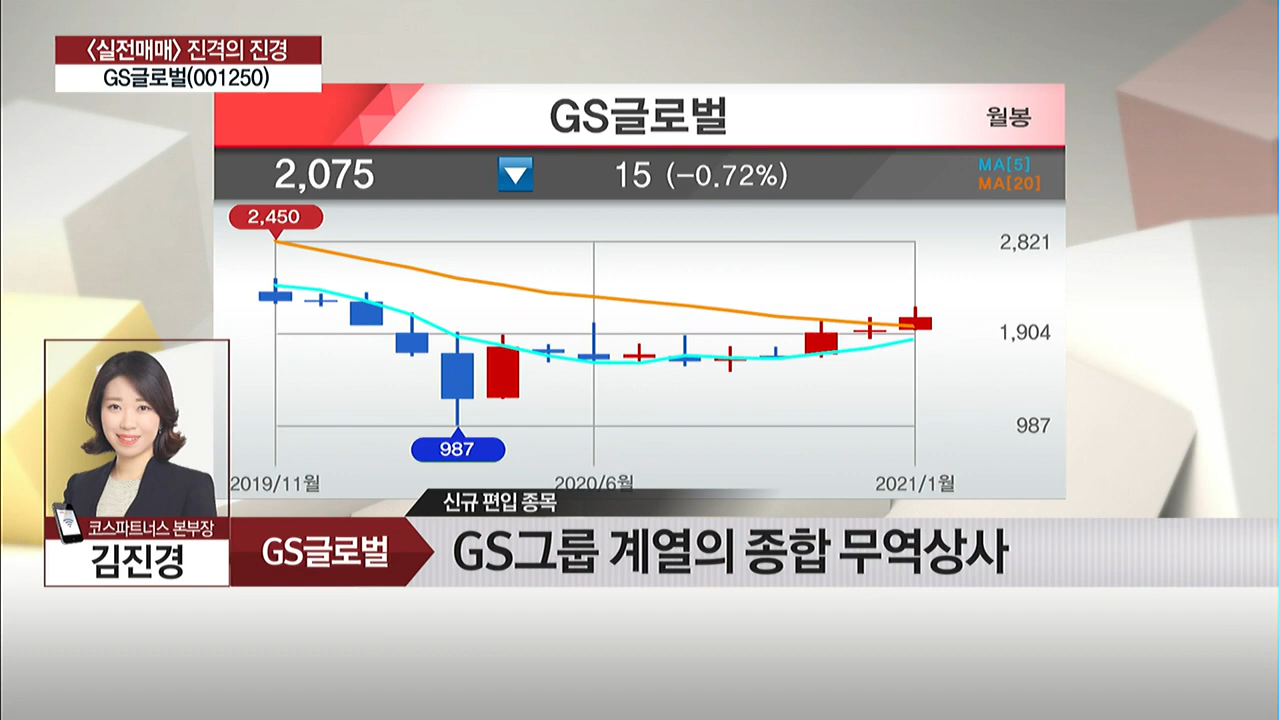 〈실전매매〉 진격의 진경
GS글로벌(001250)
GS글로벌
월봉
2,075
15 (-0.72%)
MA[5]
MA[20]
2,450
2,821
1,904
987
987
2019/11월
2020/6월
2021/1월
신규 편입 종목
코스파트너스 본부장
김진경
GS글로벌
GS그룹 계열의 종합 무역상사